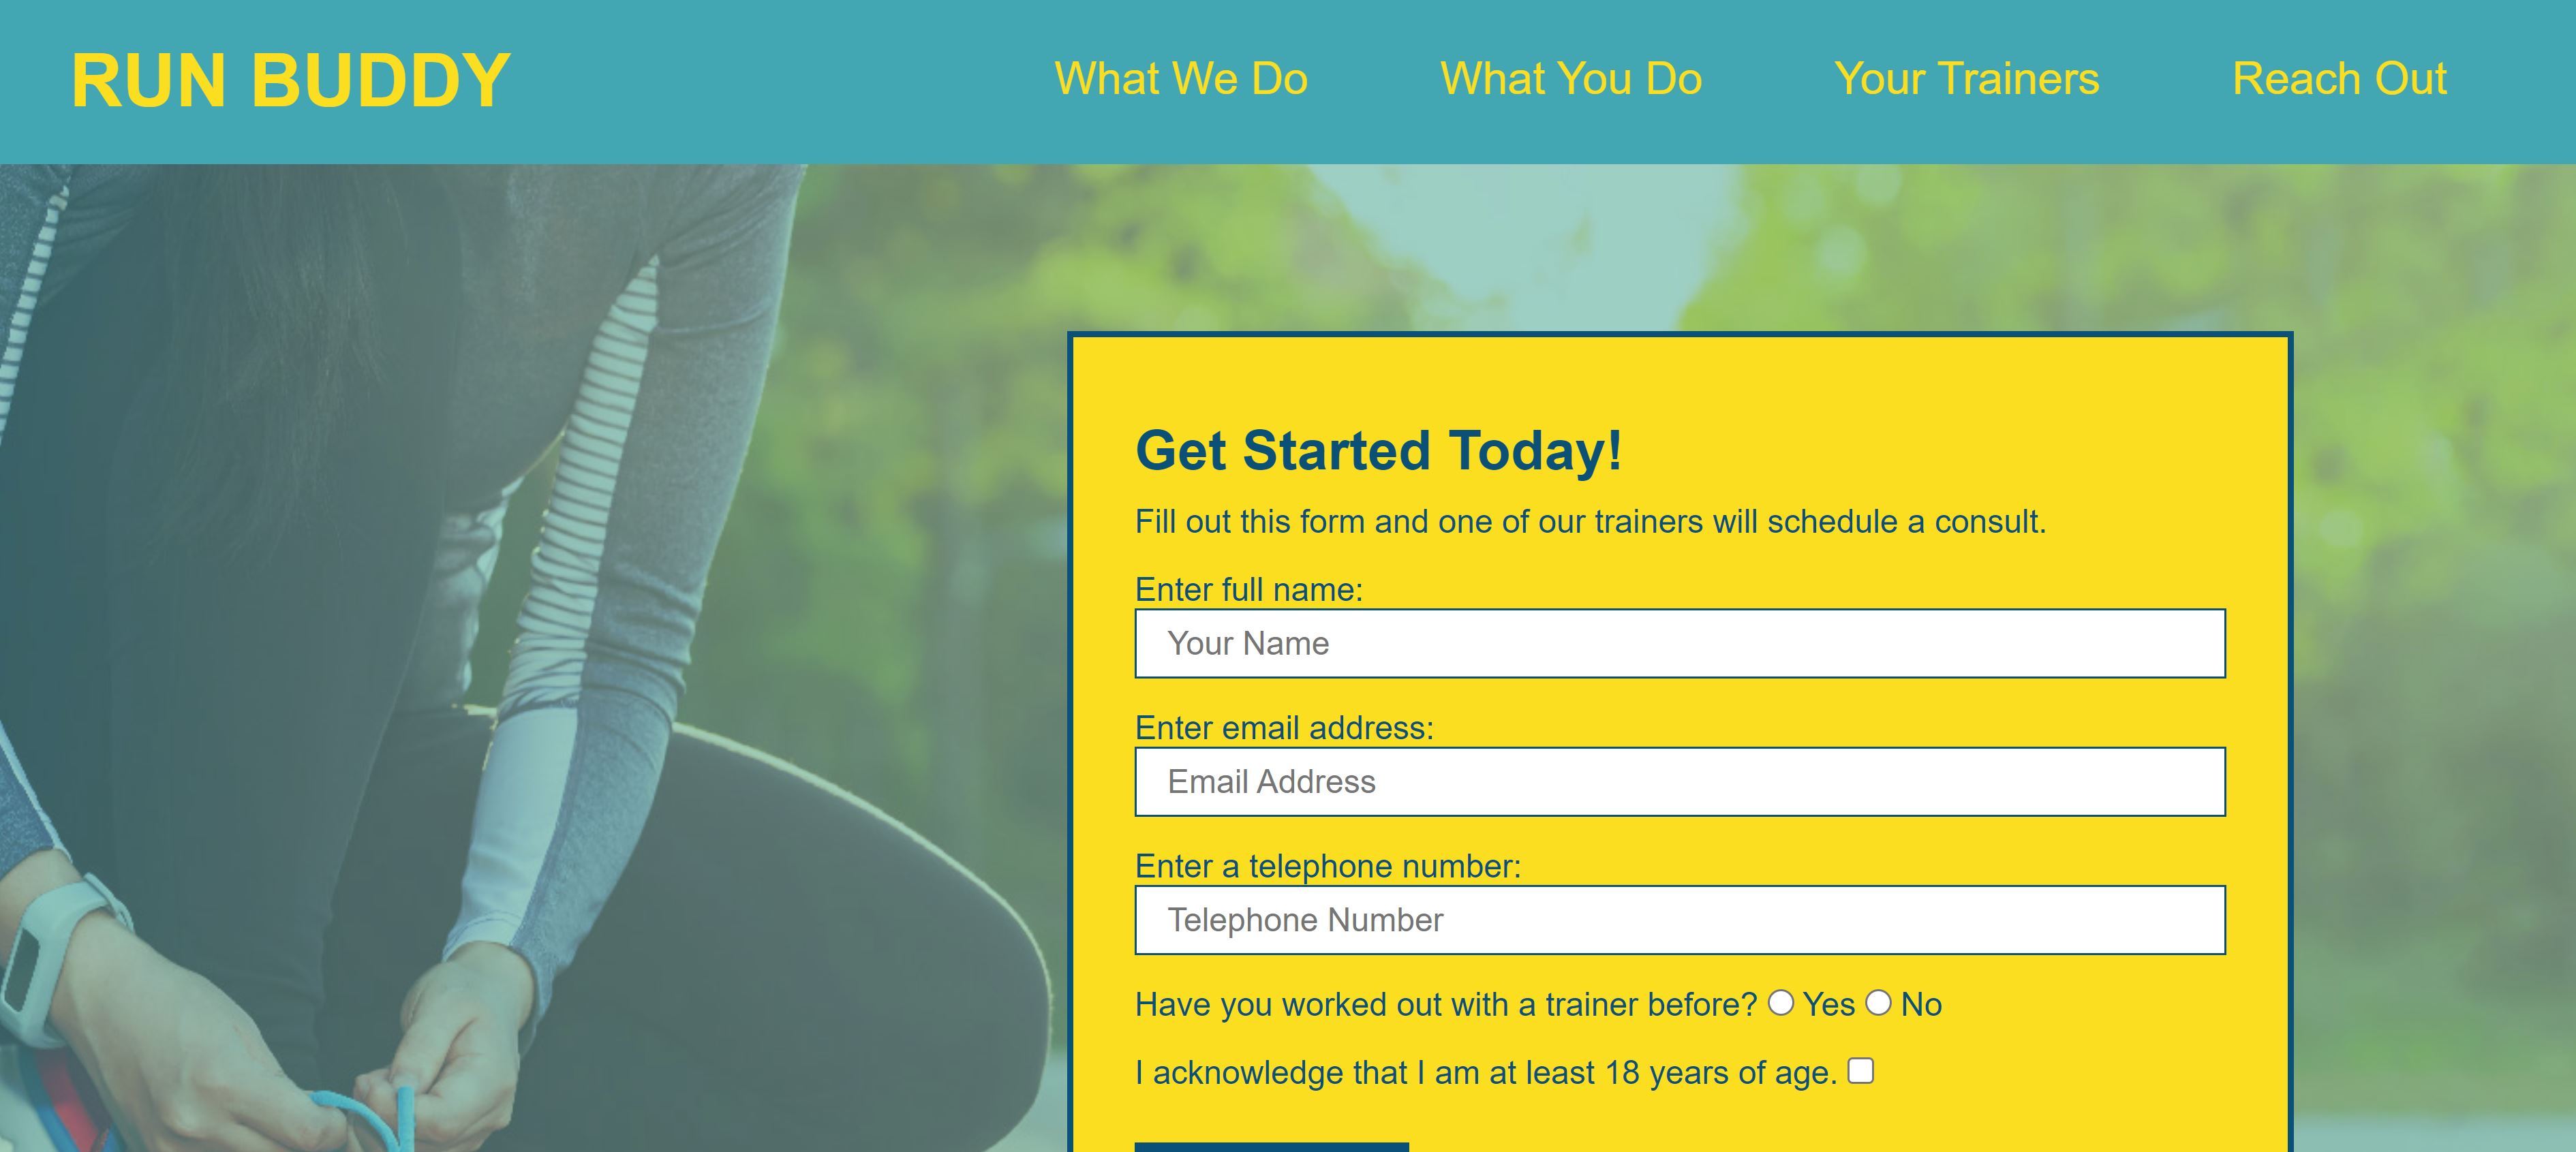 RUN BUDDY
What We Do
What You Do
Your Trainers
Reach Out
Get Started Today!
Fill out this form and one of our trainers will schedule a consult.
Enter full name:
Your Name
Enter email address:
Email Address
Enter a telephone number:
Telephone Number
Have you worked out with a trainer before? Yes No
I acknowledge that I am at least 18 years of age.